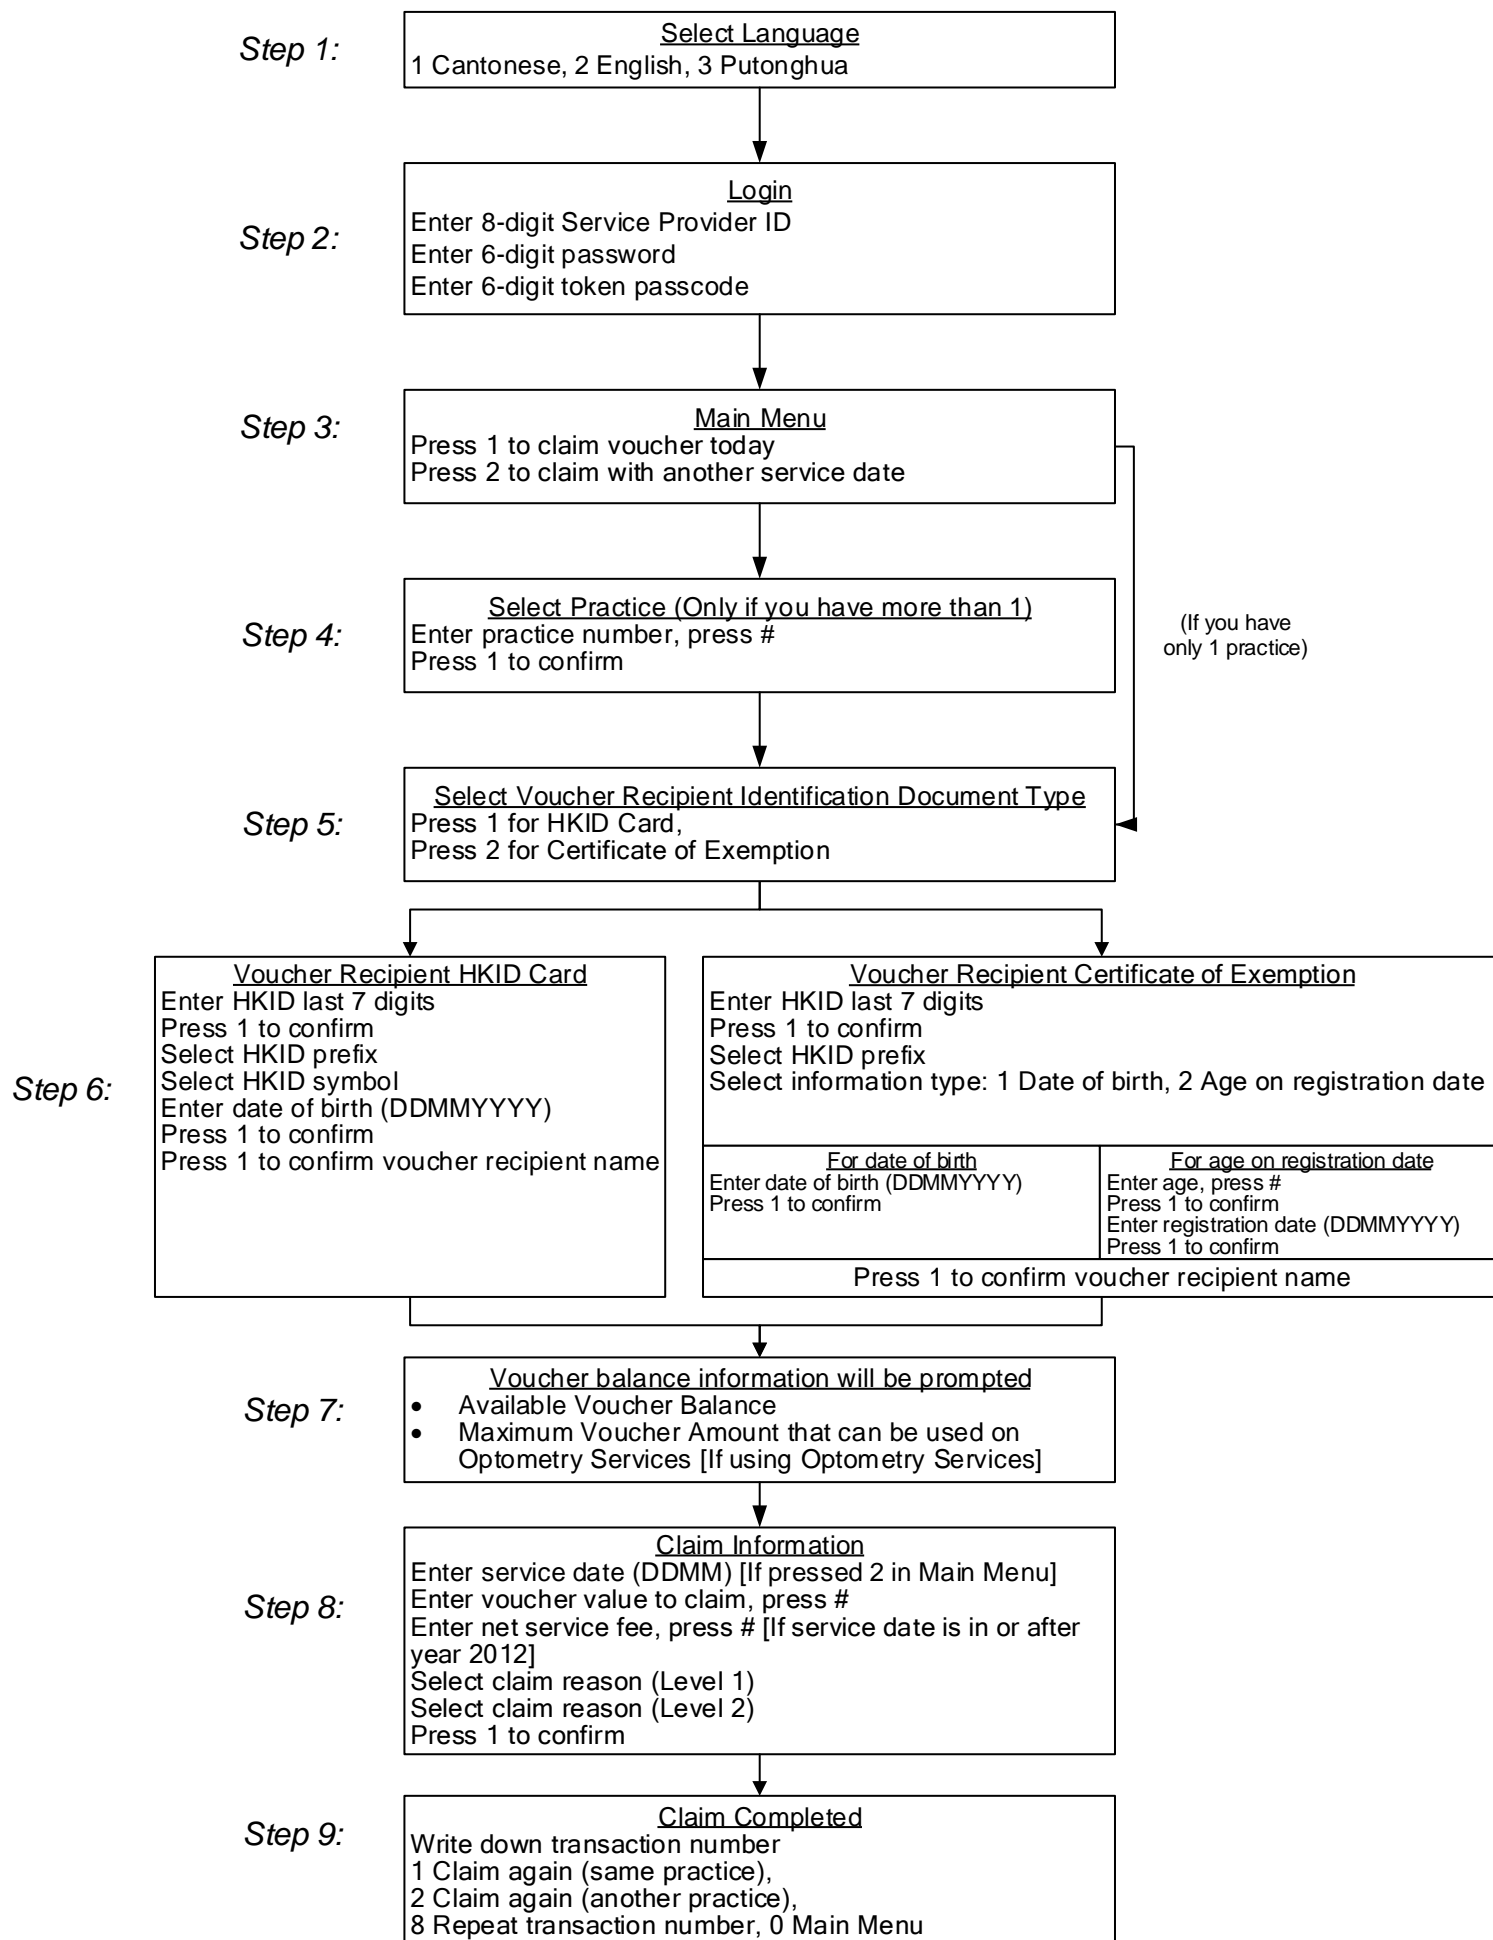 Step 1:
Select Language
1 Cantonese, 2 English, 3 Putonghua
Step 2:
Login
Enter 8-digit Service Provider ID
Enter 6-digit password
Enter 6-digit token passcode
Step 3:
Main Menu
Press 1 to claim voucher today
Press 2 to claim with another service date
Step 4:
Select Practice (Only if you have more than 1)
Enter practice number, press #
Press 1 to confirm
(If you have
only 1 practice)
Step 5:
Select Voucher Recipient Identification Document Type
Press 1 for HKID Card,
Press 2 for Certificate of Exemption
Step 6:
Voucher Recipient HKID Card
Enter HKID last 7 digits
Press 1 to confirm
Select HKID prefix
Select HKID symbol
Enter date of birth (DDMMYYYY)
Press 1 to confirm
Press 1 to confirm voucher recipient name
Voucher Recipient Certificate of Exemption
Enter HKID last 7 digits
Press 1 to confirm
Select HKID prefix
Select information type: 1 Date of birth, 2 Age on registration date
For date of birth
Enter date of birth (DDMMYYYY)
Press 1 to confirm
For age on registration date
Enter age, press #
Press 1 to confirm
Enter registration date (DDMMYYYY)
Press 1 to confirm
Press 1 to confirm voucher recipient name
Step 7:
Voucher balance information will be prompted
• Available Voucher Balance
• Maximum Voucher Amount that can be used on
Optometry Services [If using Optometry Services]
Step 8:
Claim Information
Enter service date (DDMM) [If pressed 2 in Main Menu]
Enter voucher value to claim, press #
Enter net service fee, press # [If service date is in or after
year 2012]
Select claim reason (Level 1)
Select claim reason (Level 2)
Press 1 to confirm
Step 9:
Claim Completed
Write down transaction number
1 Claim again (same practice),
2 Claim again (another practice),
8 Repeat transaction number, 0 Main Menu